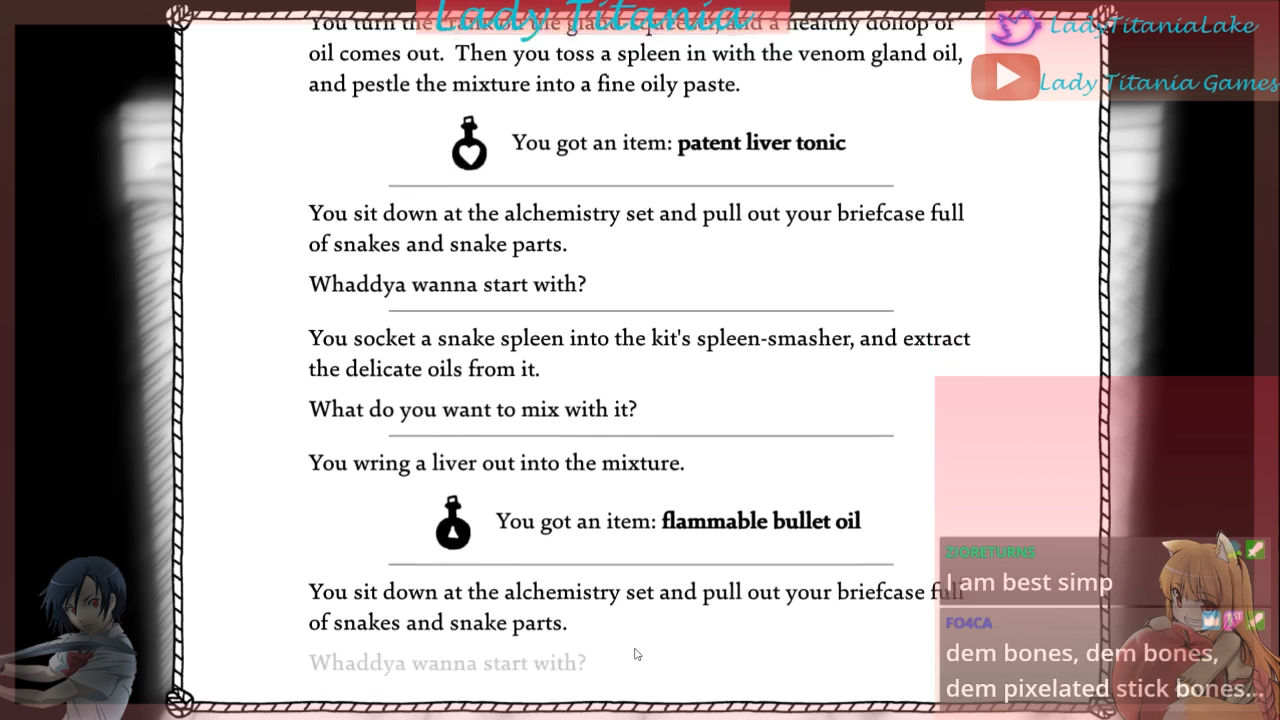 Lady Titania
LadyTitaniaLake
Lady Titania Games
You turn the and a healthy dollop of
oil comes out. Then you toss a spleen in with the venom gland oil,
and pestle the mixture into a fine oily paste.
You got an item: patent liver tonic
You sit down at the alchemistry set and pull out your briefcase full
of snakes and snake parts.
Whaddya wanna start with?
You socket a snake spleen into the kit's spleen-smasher, and extract
the delicate oils from it.
What do you want to mix with it?
You wring a liver out into the mixture.
You got an item: flammable bullet oil
You sit down at the alchemistry set and pull out your briefcase full
of snakes and snake parts.
Whaddya wanna start with?
ZIORETURNS
I am best simp
FO4CA
dem bones, dem bones,
dem pixelated stick bones...